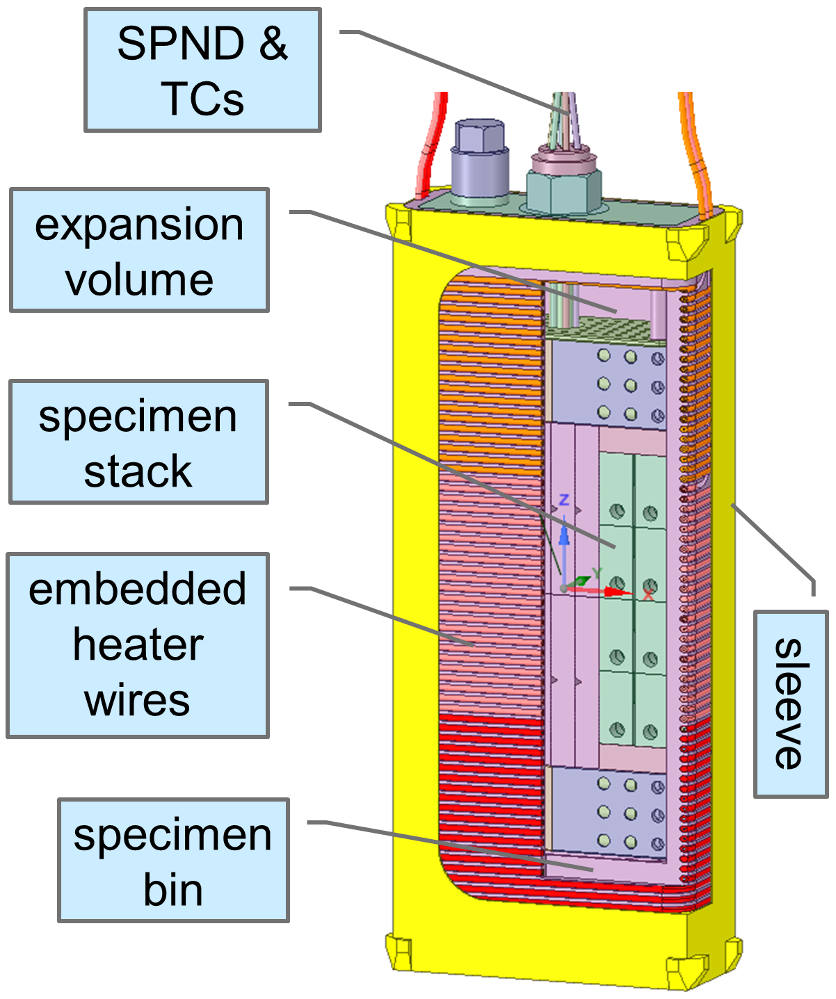 SPND &
TCs
expansion
volume
specimen
stack
Z
Y
X
embedded
heater
wires
sleeve
specimen
bin